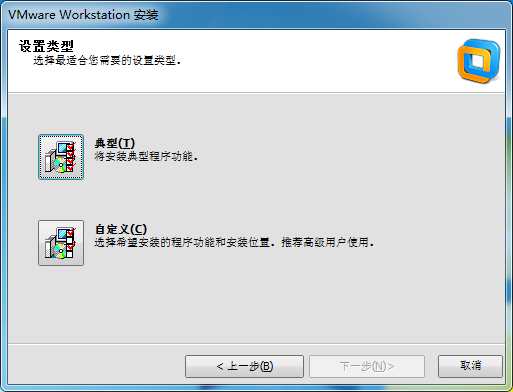 VMware Workstation 安装
设置类型
选择最适合您需要的设置类型。
典型(T)
将安装典型程序功能。
自定义(C)
选择希望安装的程序功能和安装位置。推荐高级用户使用。
< 上一步(B)
下一步(N)>
取消